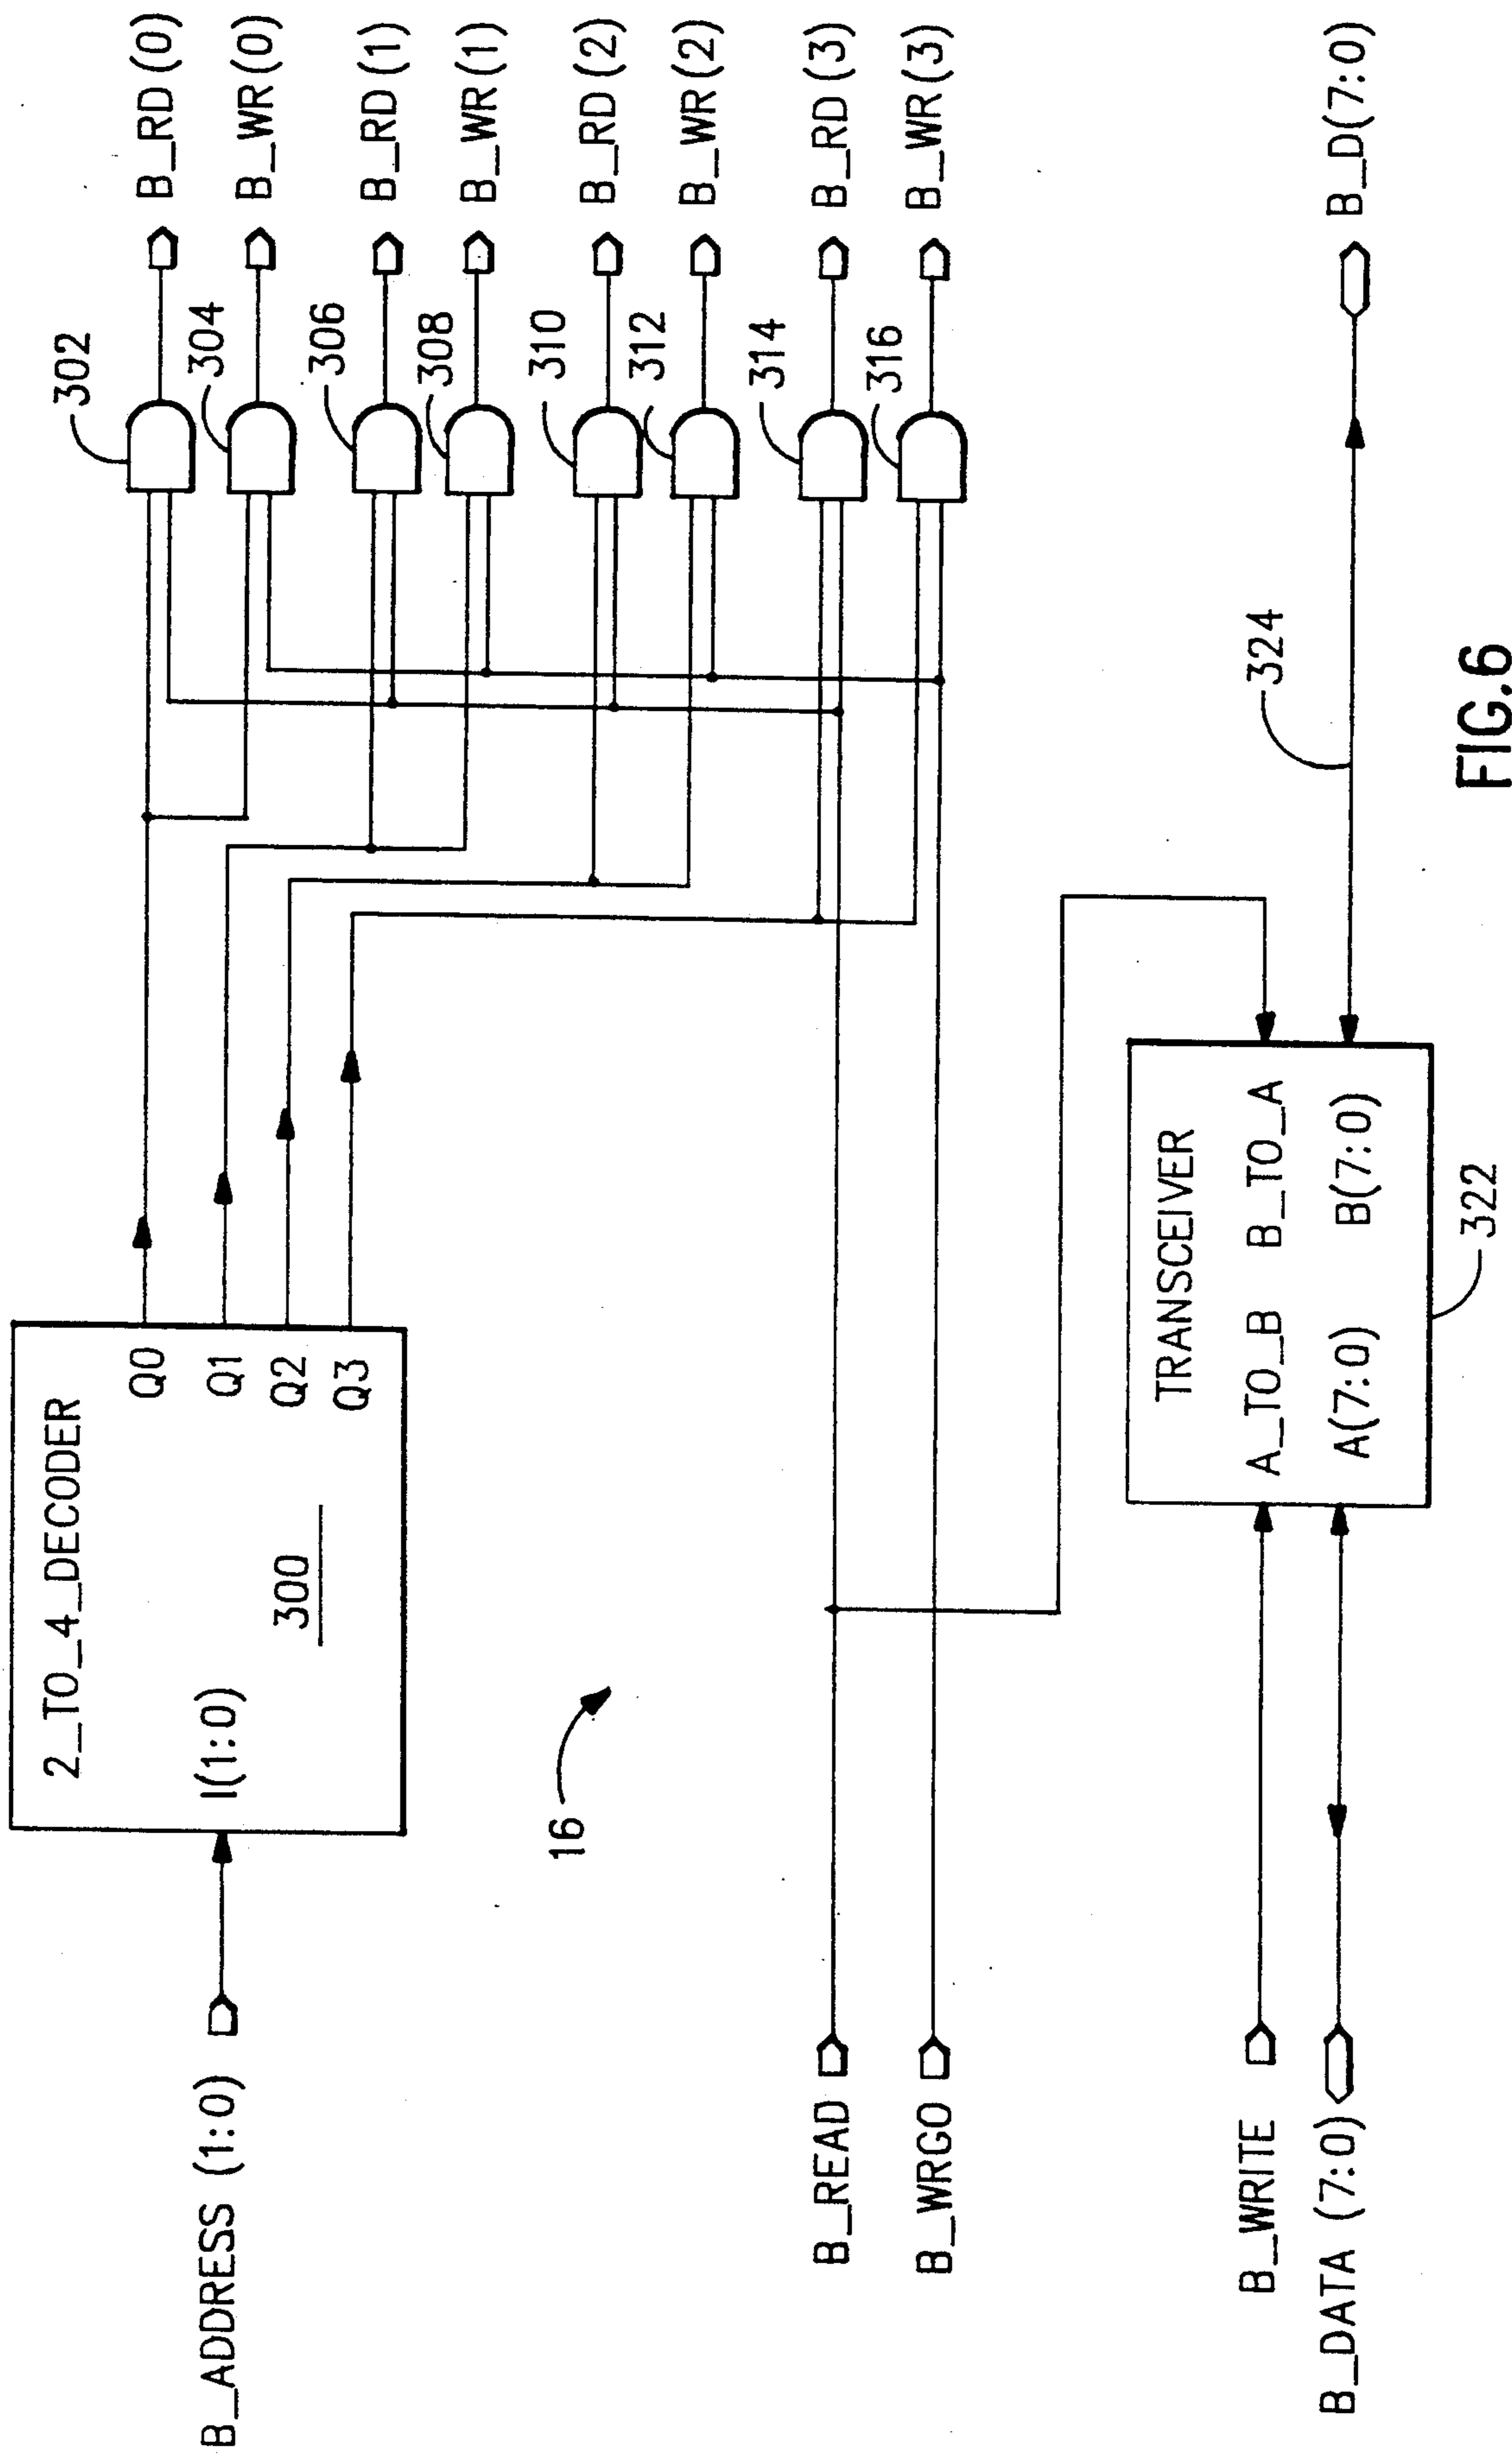 2_TO_4_DECODER
B_ADDRESS (1:0)
I(1:0)
300
Q0
Q1
Q2
Q3
302
304
306
308
310
312
314
316
B_RD (0)
B_WR (0)
B_RD (1)
B_WR (1)
B_RD (2)
B_WR (2)
B_RD (3)
B_WR (3)
16
B_READ
B_WRGO
B_WRITE
B_DATA (7:0)
TRANSCEIVER
A_TO_B B_TO_A
A(7:0) B(7:0)
322
324
B_D(7:0)
FIG.6